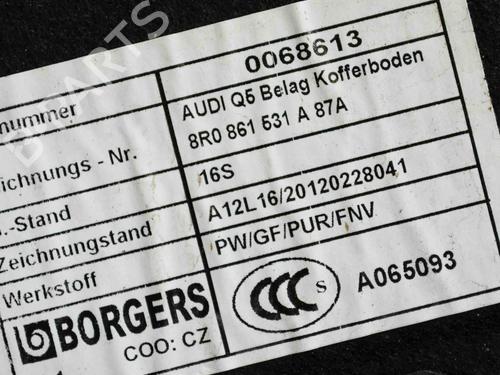 nummer 0068613
AUDI Q5 Belag Kofferboden
ichnungs - Nr. 8R0 861 531 A 87A
.-Stand 16S
Zeichnungstand A12L16/20120228041
Werkstoff PW/GF/PUR/FNV
BORGERS CCC S A065093
COO: CZ